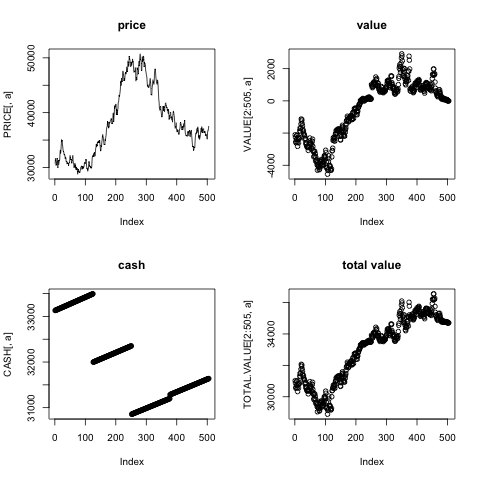 price
PRICE[, a]
30000 40000 50000
0 100 200 300 400 500
Index
value
VALUE[2:505, a]
-4000 0 2000
0 100 200 300 400 500
Index
cash
CASH[, a]
31000 32000 33000
0 100 200 300 400 500
Index
total value
TOTAL.VALUE[2:505, a]
30000 34000
0 100 200 300 400 500
Index